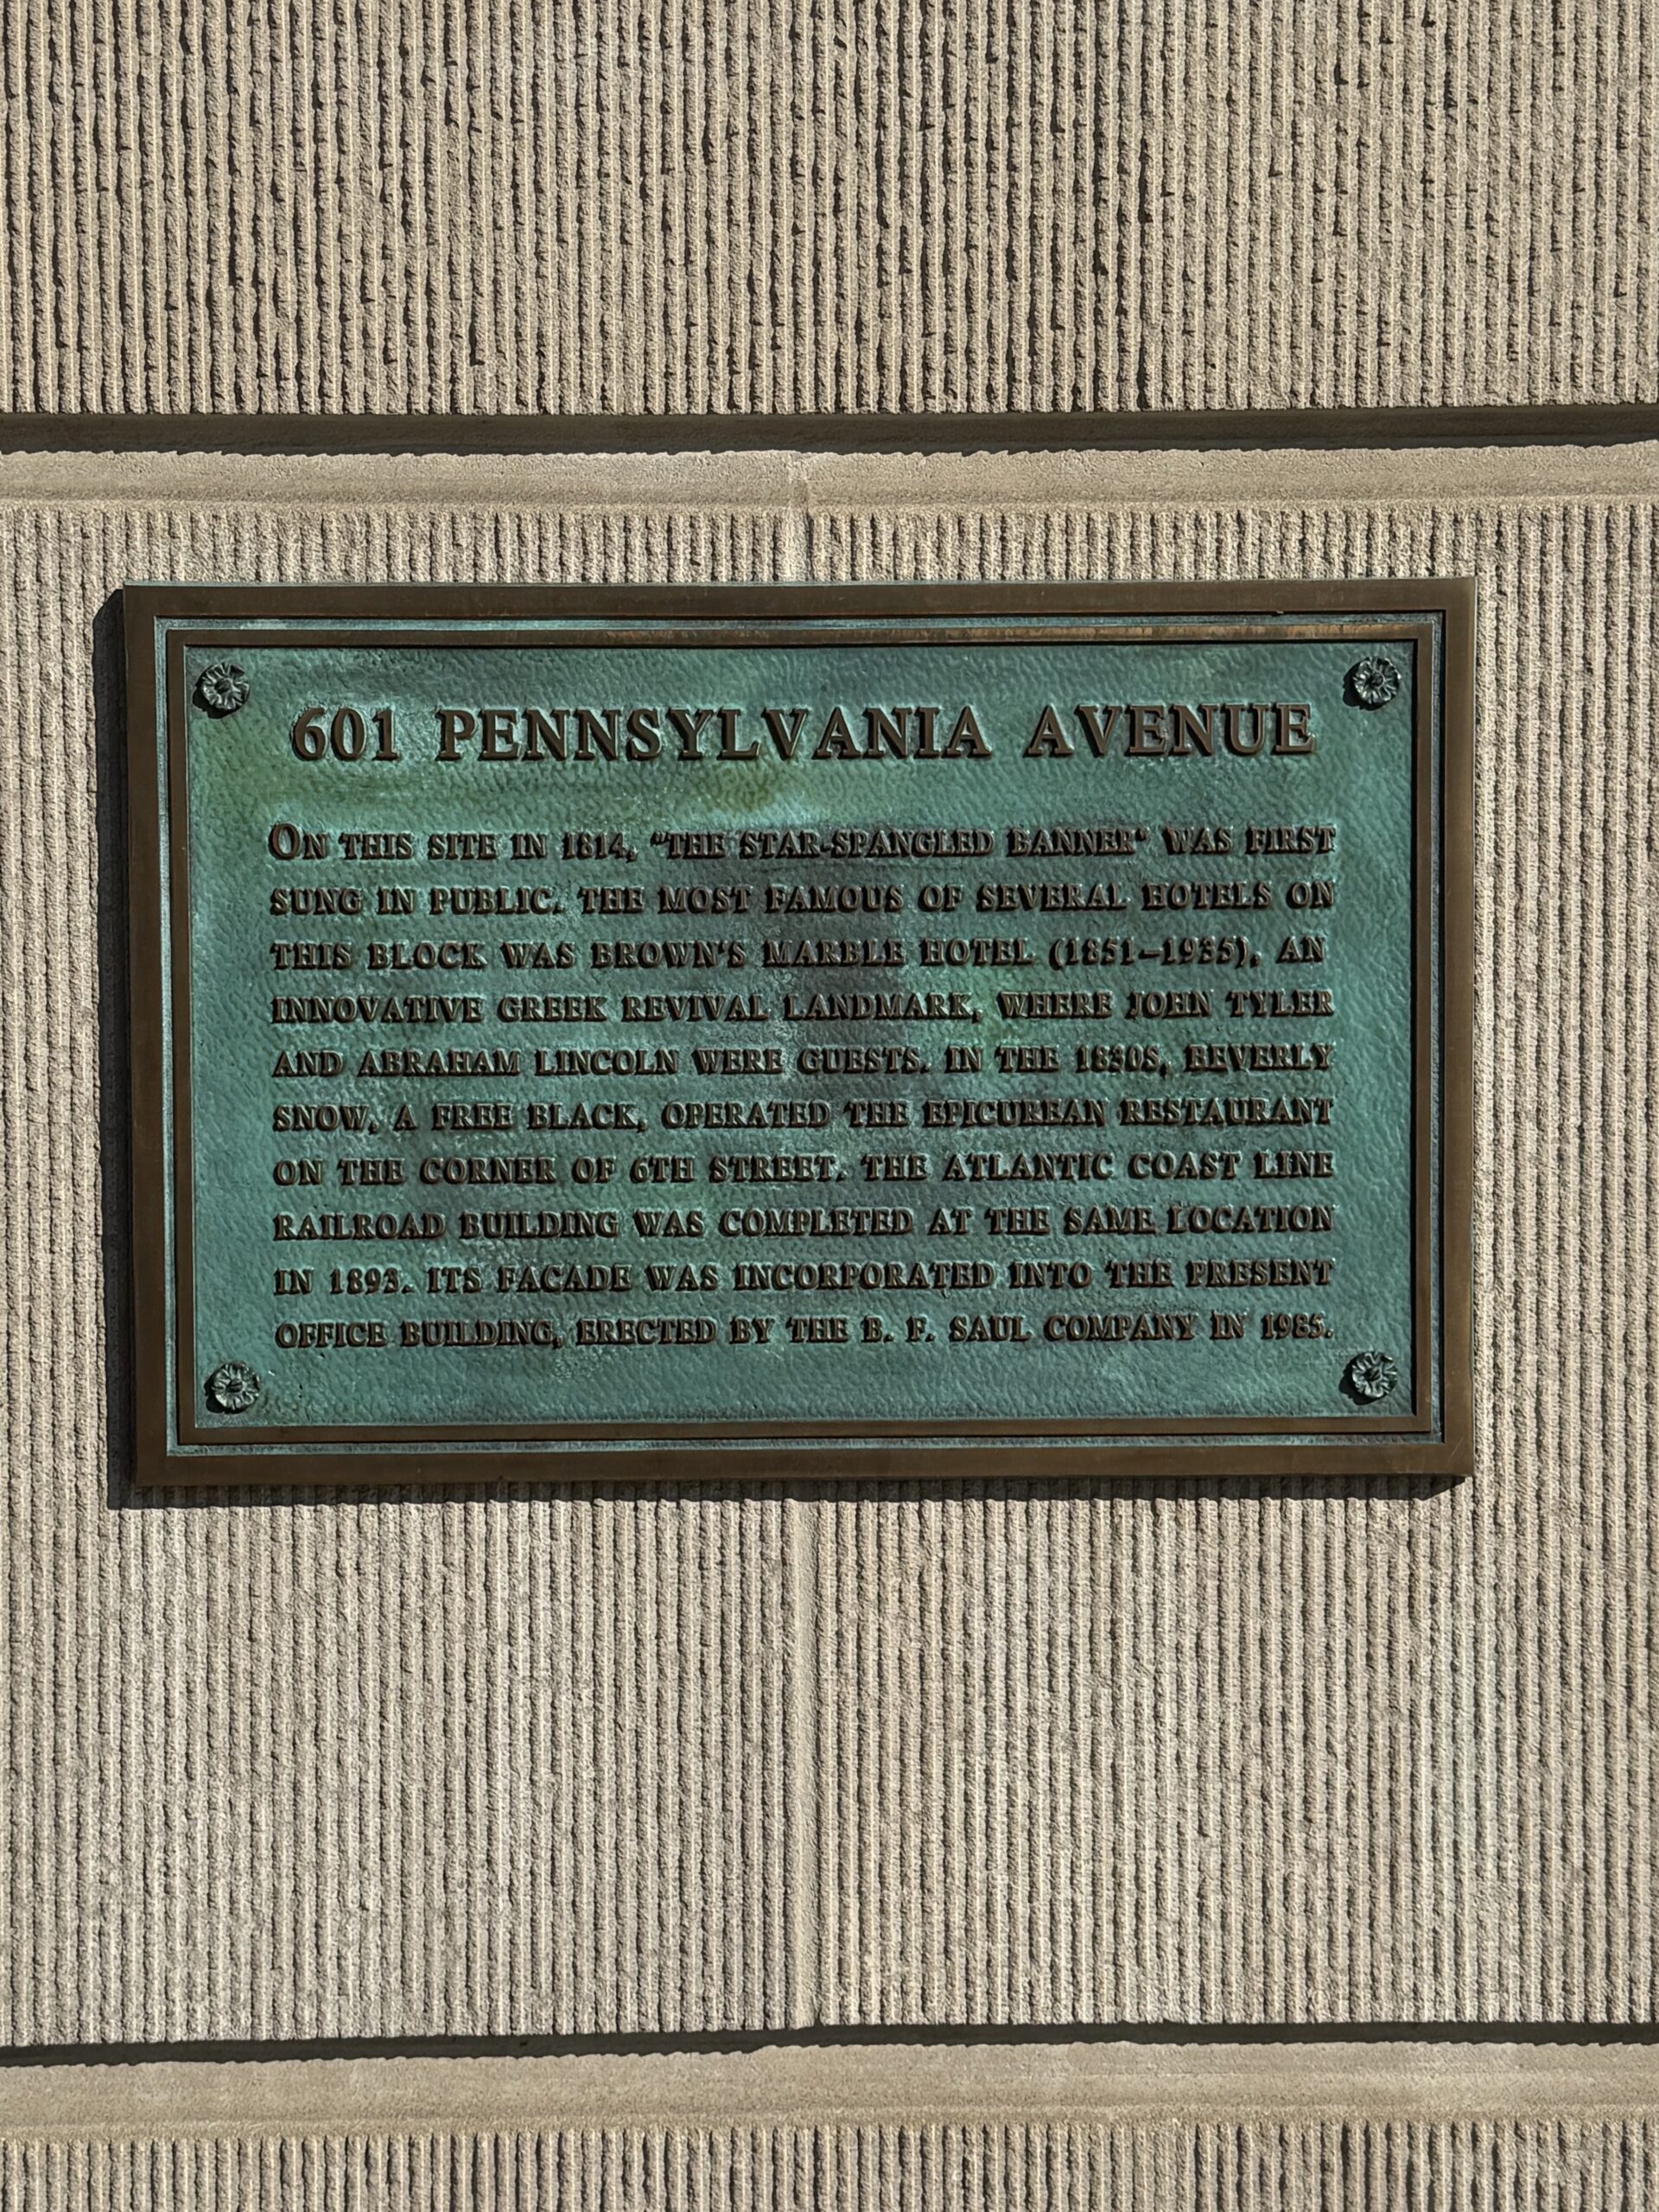 601 PENNSYLVANIA AVENUE
ON THIS SITE IN 1814, "THE STAR-SPANGLED BANNER" WAS FIRST
SUNG IN PUBLIC. THE MOST FAMOUS OF SEVERAL HOTELS ON
THIS BLOCK WAS BROWN'S MARBLE HOTEL (1851–1935), AN
INNOVATIVE GREEK REVIVAL LANDMARK, WHERE JOHN TYLER
AND ABRAHAM LINCOLN WERE GUESTS. IN THE 1830S, BEVERLY
SNOW, A FREE BLACK, OPERATED THE EPICUREAN RESTAURANT
ON THE CORNER OF 6TH STREET. THE ATLANTIC COAST LINE
RAILROAD BUILDING WAS COMPLETED AT THE SAME LOCATION
IN 1893. ITS FACADE WAS INCORPORATED INTO THE PRESENT
OFFICE BUILDING, ERECTED BY THE B. F. SAUL COMPANY IN 1985.